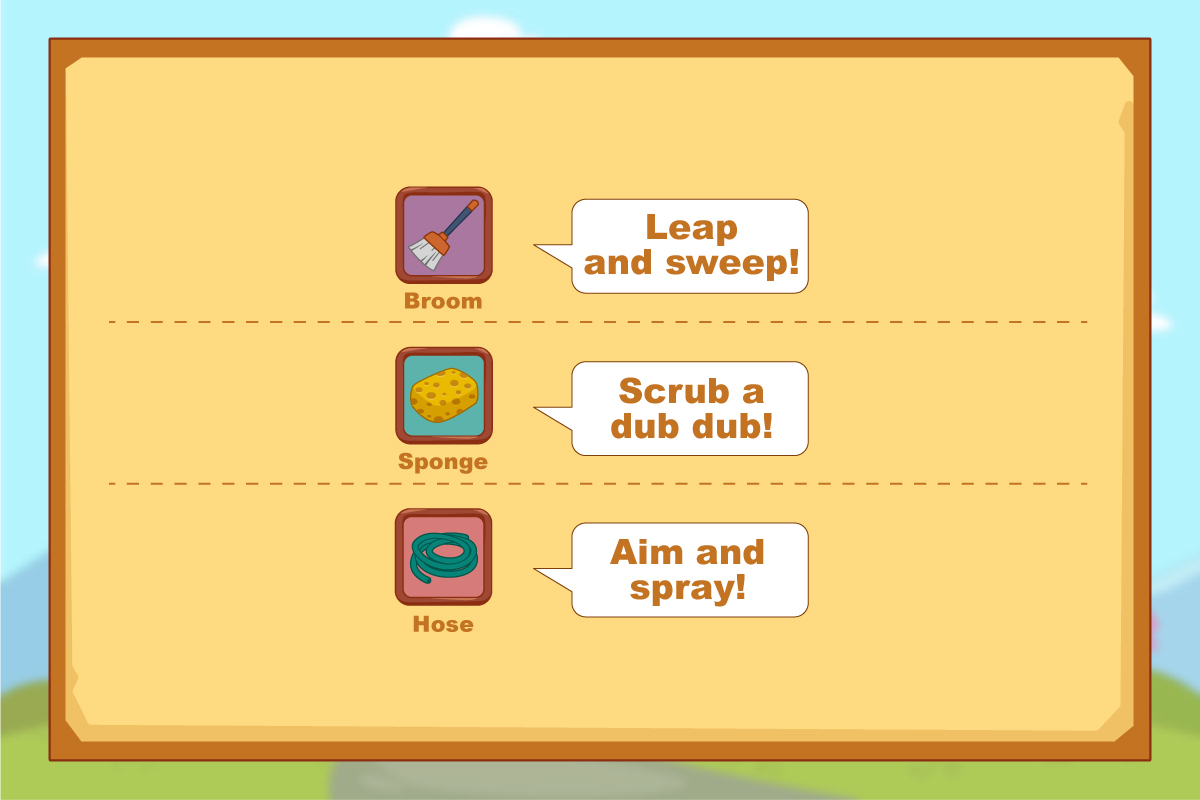 Leap
and sweep!
Broom
Scrub a
dub dub!
Sponge
Aim and
spray!
Hose